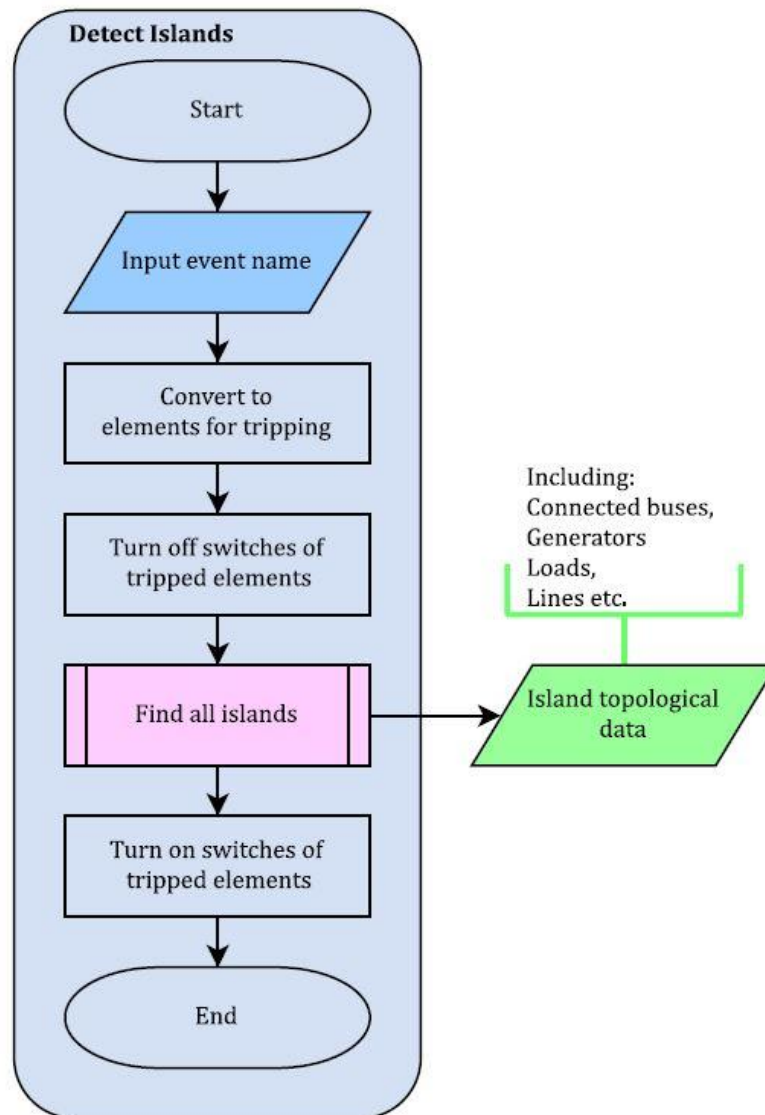 Detect Islands
Start
Input event name
Convert to
elements for tripping
Turn off switches of
tripped elements
Including:
Connected buses,
Generators
Loads,
Lines etc.
Find all islands
Island topological
data
Turn on switches of
tripped elements
End